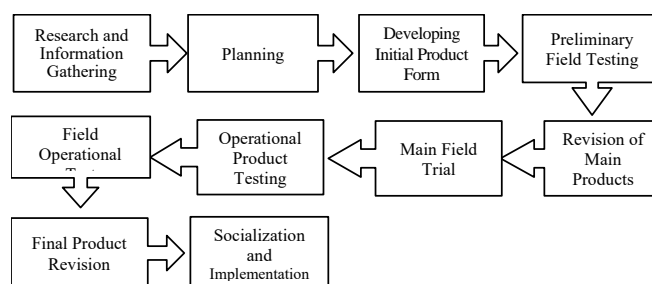 Research and
Information
Gathering
Planning
Developing
Initial Product
Form
Preliminary
Field Testing
Revision of
Main
Products
Main Field
Trial
Operational
Product
Testing
Field
Operational
Final Product
Revision
Socialization
and
Implementation